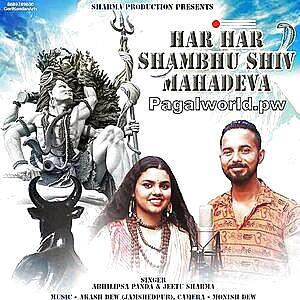 SHARMA PRODUCTION PRESENTS
HAR HAR
SHAMBHU SHIV
MAHADEVA
Pagalworld.pw
SINGER
ABHILIPSA PANDA & JEETU SHARMA
MUSIC - AKASH DEW (JAMSHEDPUR), CAMERA - MONISH DEW